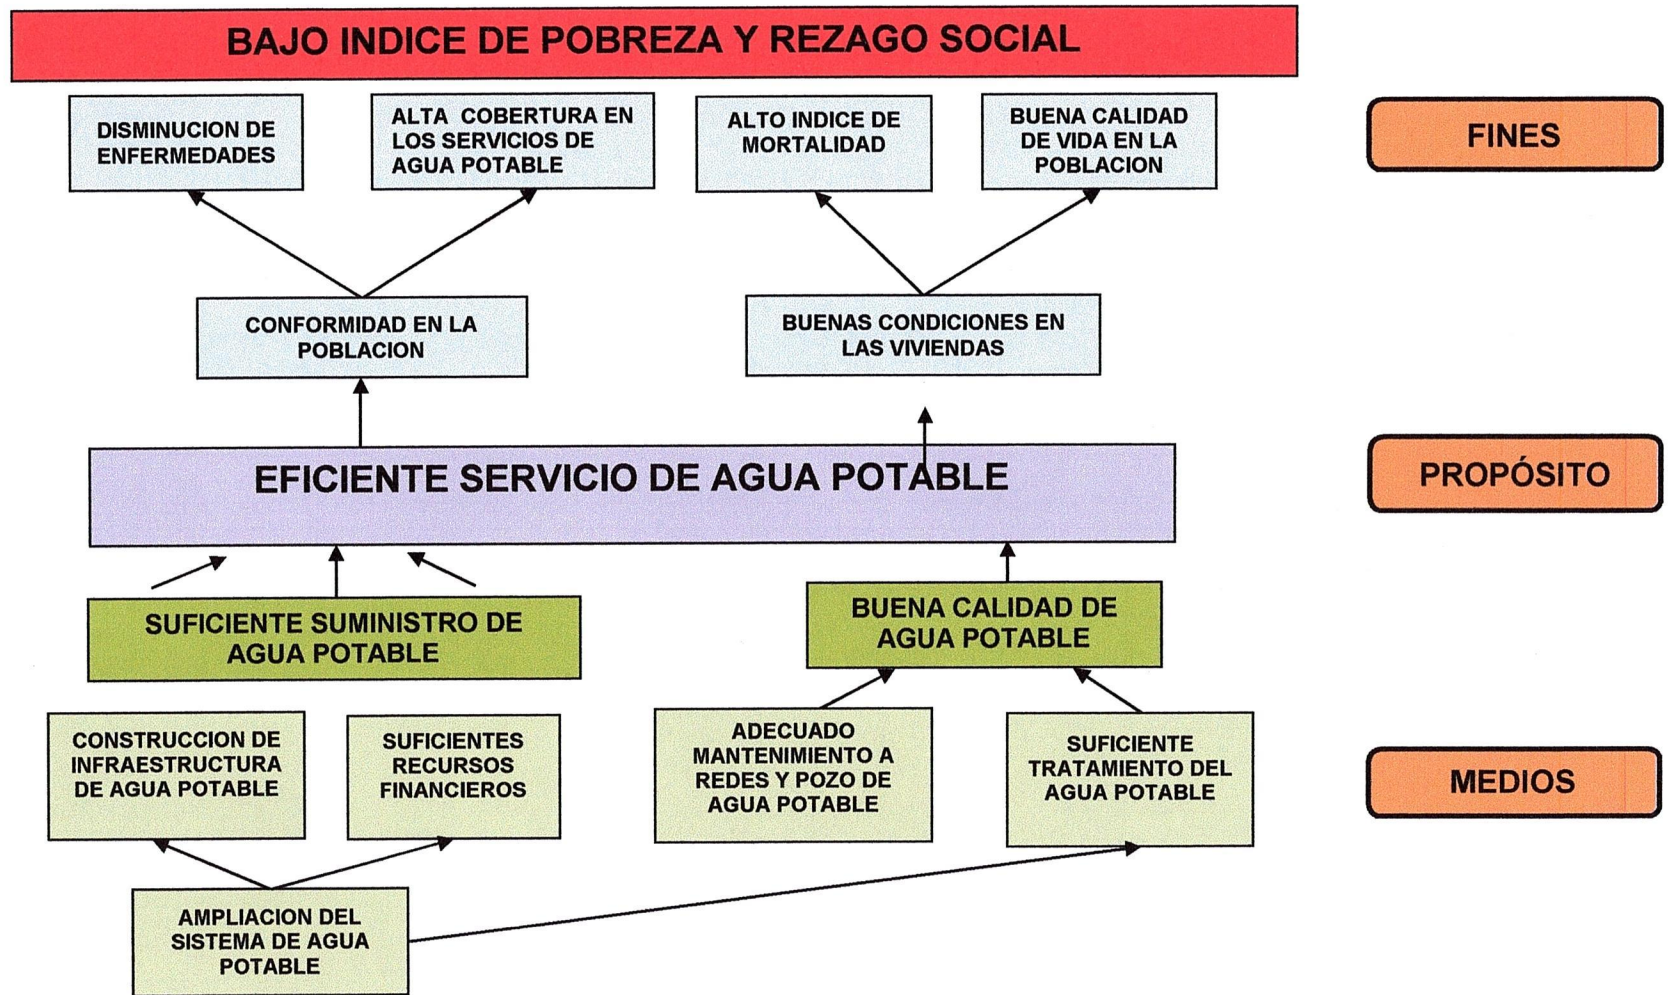 BAJO INDICE DE POBREZA Y REZAGO SOCIAL
DISMINUCION DE
ENFERMEDADES
ALTA COBERTURA EN
LOS SERVICIOS DE
AGUA POTABLE
ALTO INDICE DE
MORTALIDAD
BUENA CALIDAD
DE VIDA EN LA
POBLACION
FINES
CONFORMIDAD EN LA
POBLACION
BUENAS CONDICIONES EN
LAS VIVIENDAS
EFICIENTE SERVICIO DE AGUA POTABLE
PROPÓSITO
SUFICIENTE SUMINISTRO DE
AGUA POTABLE
BUENA CALIDAD DE
AGUA POTABLE
CONSTRUCCION DE
INFRAESTRUCTURA
DE AGUA POTABLE
SUFICIENTES
RECURSOS
FINANCIEROS
ADECUADO
MANTENIMIENTO A
REDES Y POZO DE
AGUA POTABLE
SUFICIENTE
TRATAMIENTO DEL
AGUA POTABLE
MEDIOS
AMPLIACION DEL
SISTEMA DE AGUA
POTABLE